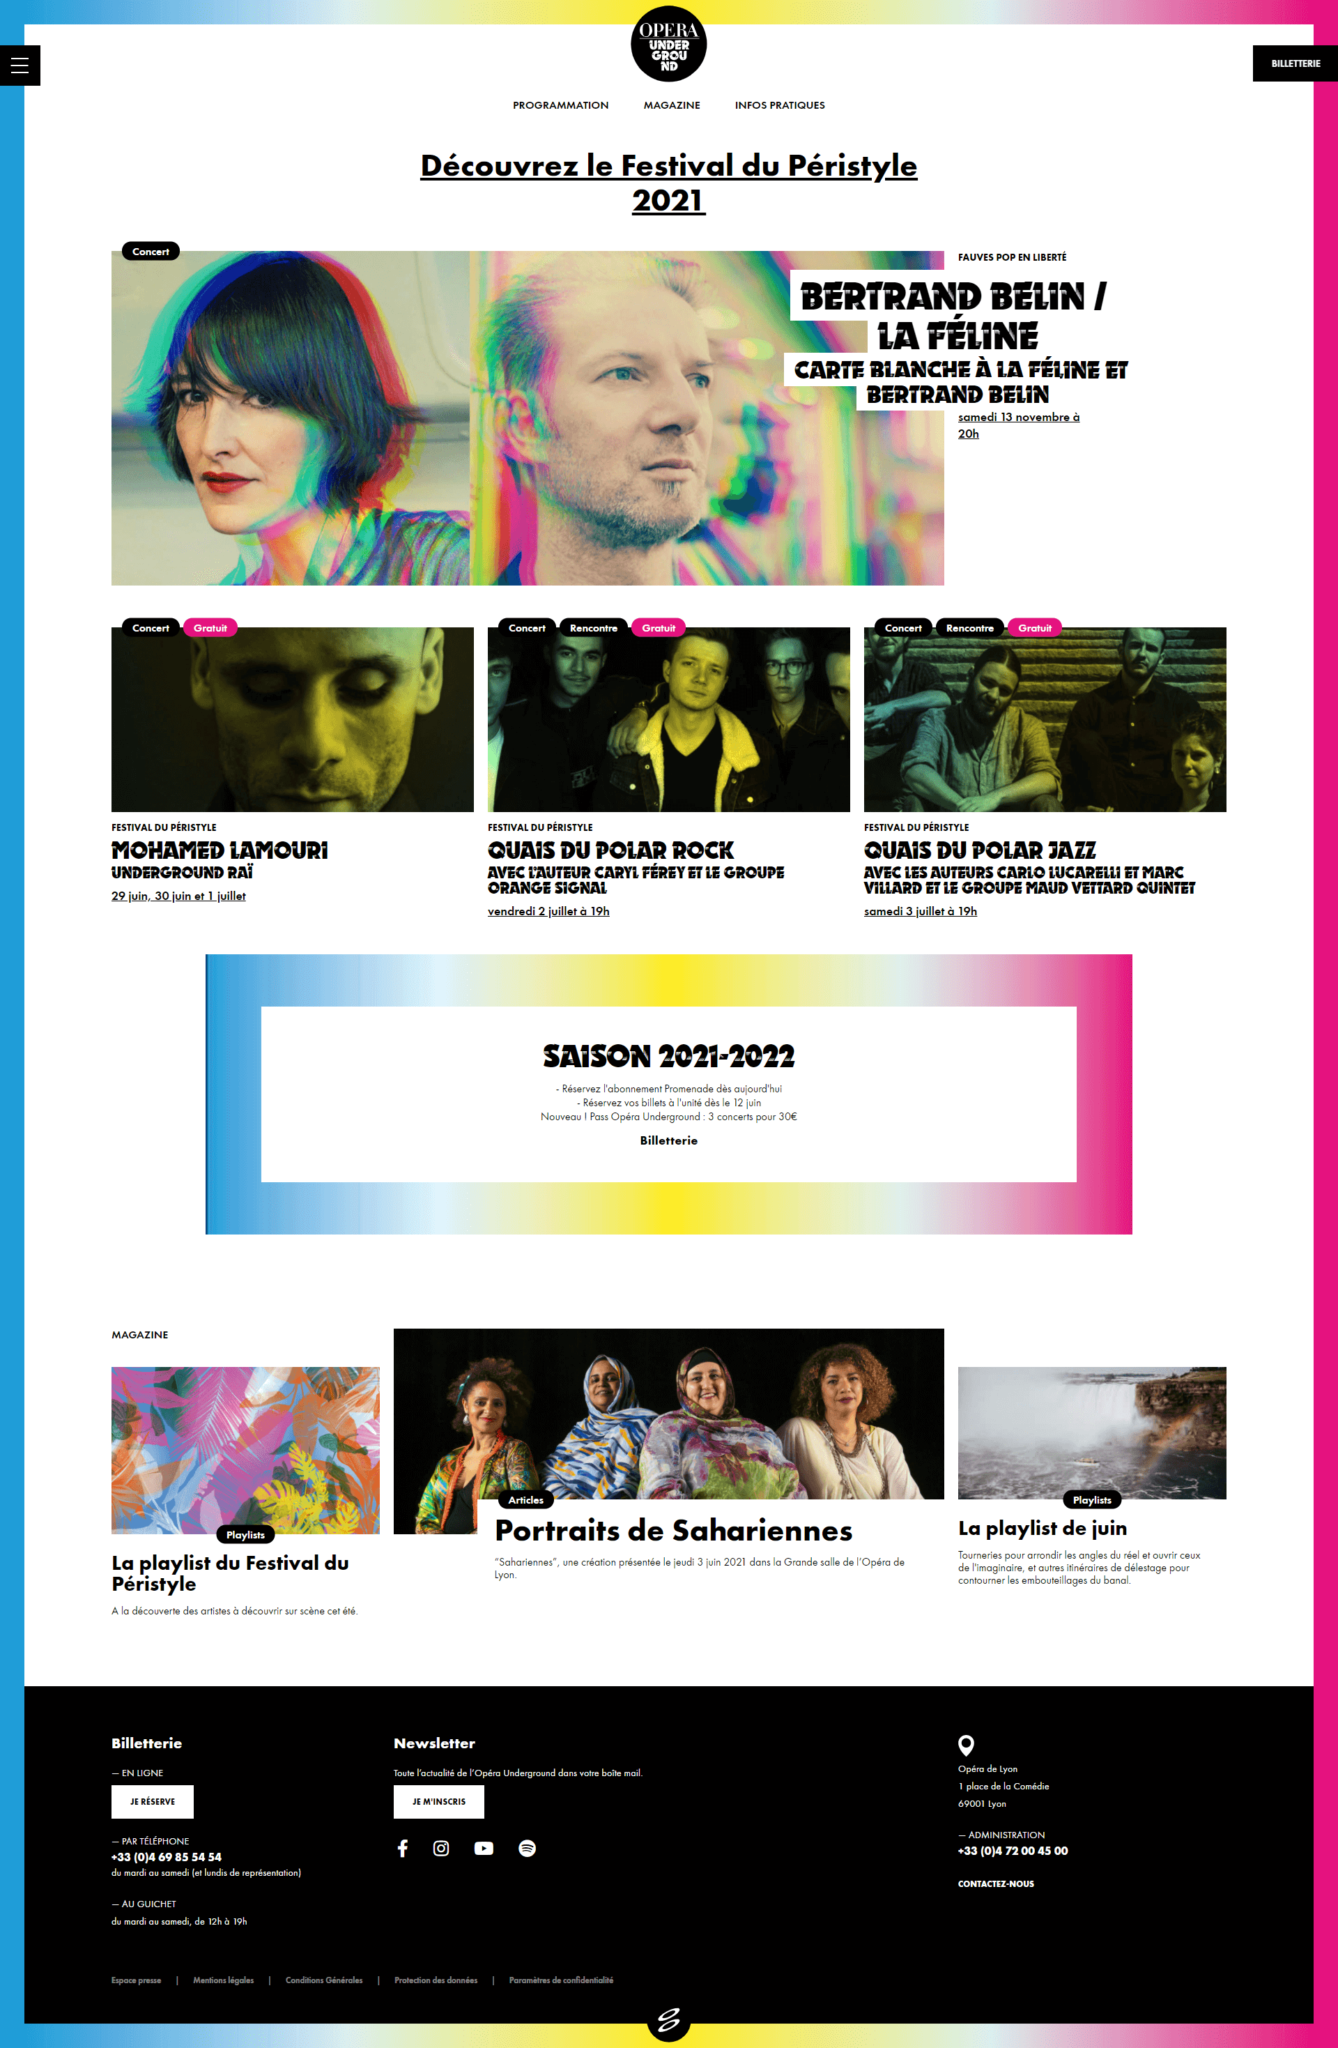 OPERA
UNDER
GROU
ND
BILLETTERIE
PROGRAMMATION
MAGAZINE
INFOS PRATIQUES
Découvrez le Festival du Péristyle
2021
Concert
FAUVES POP EN LIBERTÉ
BERTRAND BELIN /
LA FÉLINE
CARTE BLANCHE À LA FÉLINE ET
BERTRAND BELIN
samedi 13 novembre à
20h
Concert
Gratuit
FESTIVAL DU PÉRISTYLE
MOHAMED LAMOURI
UNDERGROUND RAÏ
29 juin, 30 juin et 1 juillet
Concert
Rencontre
Gratuit
FESTIVAL DU PÉRISTYLE
QUAIS DU POLAR ROCK
AVEC L'AUTEUR CARYL FÉREY ET LE GROUPE
ORANGE SIGNAL
vendredi 2 juillet à 19h
Concert
Rencontre
Gratuit
FESTIVAL DU PÉRISTYLE
QUAIS DU POLAR JAZZ
AVEC LES AUTEURS CARLO LUCARELLI ET MARC
VILLARD ET LE GROUPE MAUD VETTARD QUINTET
samedi 3 juillet à 19h
SAISON 2021-2022
- Réservez l'abonnement Promenade dès aujourd'hui
- Réservez vos billets à l'unité dès le 12 juin
Nouveau ! Pass Opéra Underground : 3 concerts pour 30€
Billetterie
MAGAZINE
Playlists
La playlist du Festival du
Péristyle
A la découverte des artistes à découvrir sur scène cet été.
Articles
Portraits de Sahariennes
“Sahariennes”, une création présentée le jeudi 3 juin 2021 dans la Grande salle de l’Opéra de
Lyon.
Playlists
La playlist de juin
Tourneries pour arrondir les angles du réel et ouvrir ceux
de l'imaginaire, et autres itinéraires de délestage pour
contourner les embouteillages du banal.
Billetterie
— EN LIGNE
JE RÉSERVE
— PAR TÉLÉPHONE
+33 (0)4 69 85 54 54
du mardi au samedi (et lundis de représentation)
— AU GUICHET
du mardi au samedi, de 12h à 19h
Newsletter
Toute l’actualité de l’Opéra Underground dans votre boîte mail.
JE M'INSCRIS
Opéra de Lyon
1 place de la Comédie
69001 Lyon
— ADMINISTRATION
+33 (0)4 72 00 45 00
CONTACTEZ-NOUS
Espace presse | Mentions légales | Conditions Générales | Protection des données | Paramètres de confidentialité